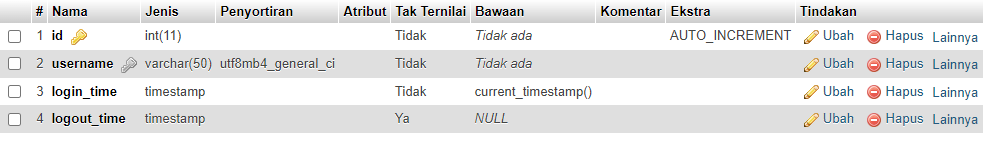 # Nama Jenis Penyortiran Atribut Tak Ternilai Bawaan Komentar Ekstra Tindakan
1 id int(11) Tidak Tidak ada AUTO_INCREMENT Ubah Hapus Lainnya
2 username varchar(50) utf8mb4_general_ci Tidak Tidak ada Ubah Hapus Lainnya
3 login_time timestamp Tidak current_timestamp() Ubah Hapus Lainnya
4 logout_time timestamp Ya NULL Ubah Hapus Lainnya